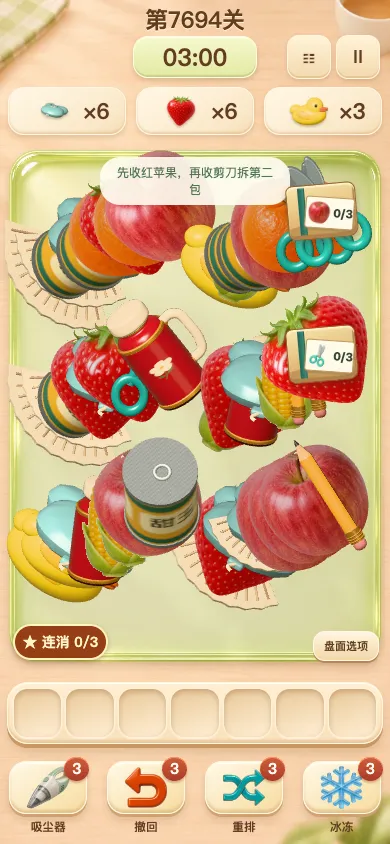 第7694关
03:00
×6
×6
×3
先收红苹果，再收剪刀拆第二
包
0/3
0/3
甜玉
★ 连消 0/3
盘面选项
3
3
3
3
吸尘器
撤回
重排
冰冻